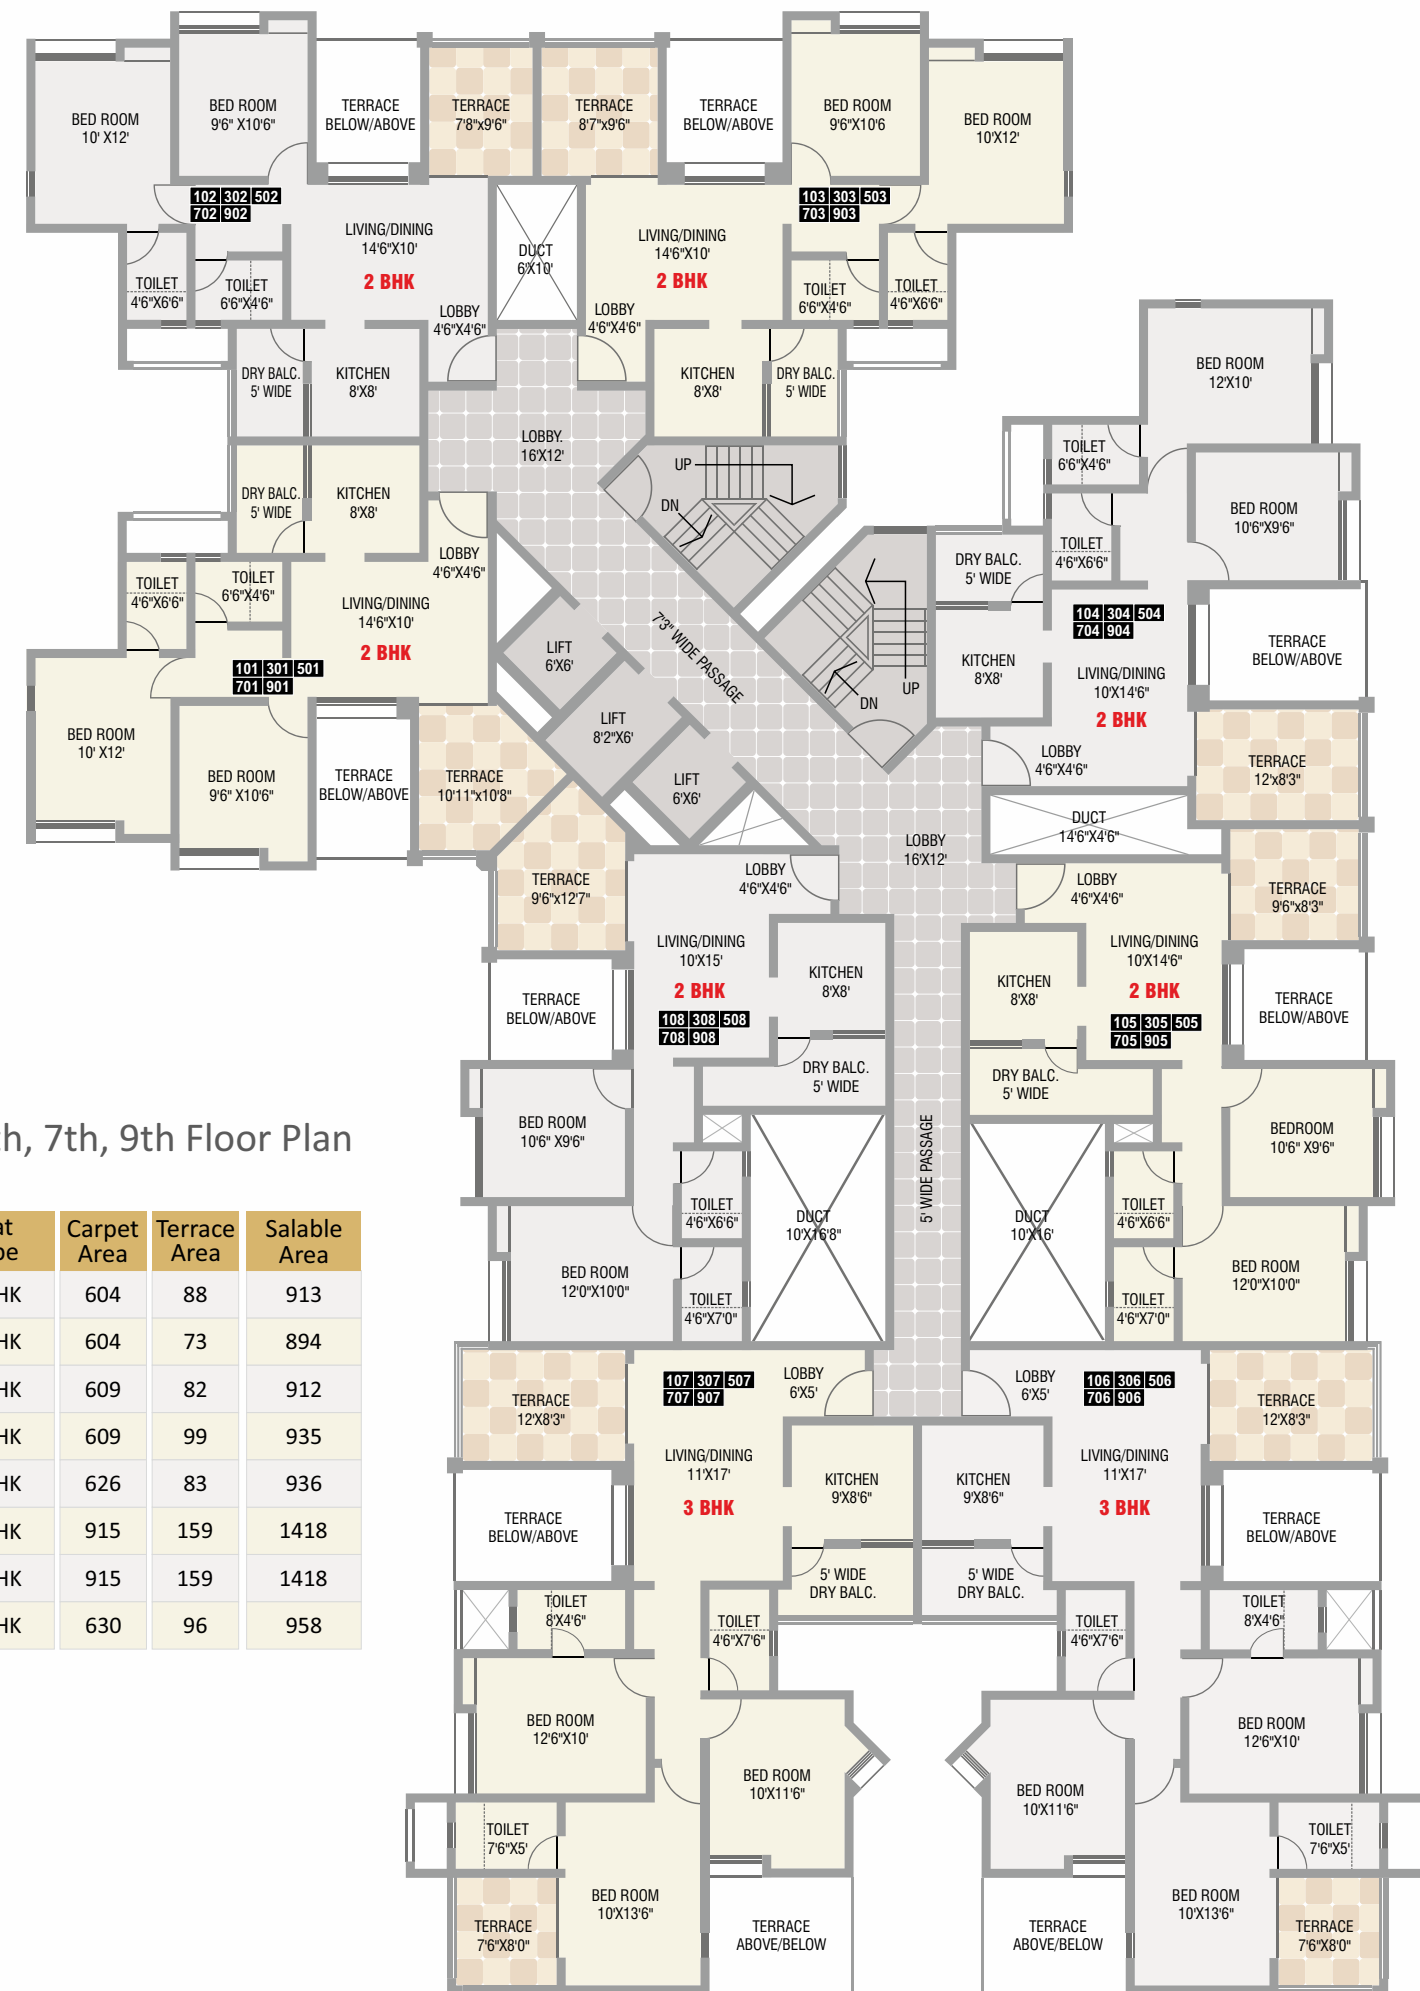 BED ROOM
10' X12'
BED ROOM
9'6" X10'6"
TERRACE
BELOW/ABOVE
TERRACE
7'8"x9'6"
TERRACE
8'7"x9'6"
TERRACE
BELOW/ABOVE
BED ROOM
9'6"X10'6
BED ROOM
10'X12'
102 302 502
702 902
103 303 503
703 903
LIVING/DINING
14'6"X10'
2 BHK
DUCT
6'X10'
LIVING/DINING
14'6"X10'
2 BHK
TOILET
4'6"X6'6"
TOILET
6'6"X4'6"
LOBBY
4'6"X4'6"
LOBBY
4'6"X4'6"
TOILET
6'6"X4'6"
TOILET
4'6"X6'6"
DRY BALC.
5' WIDE
KITCHEN
8'X8'
KITCHEN
8'X8'
DRY BALC.
5' WIDE
BED ROOM
12'X10'
LOBBY.
16'X12'
UP
DN
TOILET
6'6"X4'6"
BED ROOM
10'6"X9'6"
DRY BALC.
5' WIDE
KITCHEN
8'X8'
LOBBY
4'6"X4'6"
TOILET
4'6"X6'6"
TOILET
6'6"X4'6"
LIVING/DINING
14'6"X10'
2 BHK
101 301 501
701 901
LIFT
6'X6'
7'3" WIDE PASSAGE
DRY BALC.
5' WIDE
TOILET
4'6"X6'6"
104 304 504
704 904
KITCHEN
8'X8'
LIVING/DINING
10'X14'6"
2 BHK
TERRACE
BELOW/ABOVE
UP
DN
BED ROOM
10' X12'
BED ROOM
9'6" X10'6"
TERRACE
BELOW/ABOVE
TERRACE
10'11"x10'8"
LIFT
8'2"X6'
LIFT
6'X6'
LOBBY
4'6"X4'6"
TERRACE
12'x8'3"
DUCT
14'6"X4'6"
LOBBY
16'X12'
TERRACE
9'6"x12'7"
LOBBY
4'6"X4'6"
LOBBY
4'6"X4'6"
TERRACE
9'6"x8'3"
LIVING/DINING
10'X15'
2 BHK
108 308 508
708 908
KITCHEN
8'X8'
KITCHEN
8'X8'
LIVING/DINING
10'X14'6"
2 BHK
105 305 505
705 905
TERRACE
BELOW/ABOVE
TERRACE
BELOW/ABOVE
DRY BALC.
5' WIDE
DRY BALC.
5' WIDE
BED ROOM
10'6" X9'6"
5' WIDE PASSAGE
BEDROOM
10'6" X9'6"
TOILET
4'6"X6'6"
DUCT
10'X16'8"
DUCT
10'X16'
TOILET
4'6"X6'6"
BED ROOM
12'0"X10'0"
TOILET
4'6"X7'0"
TOILET
4'6"X7'0"
BED ROOM
12'0"X10'0"
h, 7th, 9th Floor Plan
Carpet Terrace Salable
Area Area Area
HK 604 88 913
HK 604 73 894
HK 609 82 912
HK 609 99 935
HK 626 83 936
HK 915 159 1418
HK 915 159 1418
HK 630 96 958
TERRACE
12'X8'3"
107 307 507
707 907
LOBBY
6'X5'
LOBBY
6'X5'
106 306 506
706 906
TERRACE
12'X8'3"
LIVING/DINING
11'X17'
3 BHK
KITCHEN
9'X8'6"
KITCHEN
9'X8'6"
LIVING/DINING
11'X17'
3 BHK
TERRACE
BELOW/ABOVE
TERRACE
BELOW/ABOVE
5' WIDE
DRY BALC.
5' WIDE
DRY BALC.
TOILET
8'X4'6"
TOILET
4'6"X7'6"
TOILET
4'6"X7'6"
TOILET
8'X4'6"
BED ROOM
12'6"X10'
BED ROOM
10'X11'6"
BED ROOM
10'X11'6"
BED ROOM
12'6"X10'
TOILET
7'6"X5'
TOILET
7'6"X5'
BED ROOM
10'X13'6"
BED ROOM
10'X13'6"
TERRACE
7'6"X8'0"
TERRACE
ABOVE/BELOW
TERRACE
ABOVE/BELOW
TERRACE
7'6"X8'0"